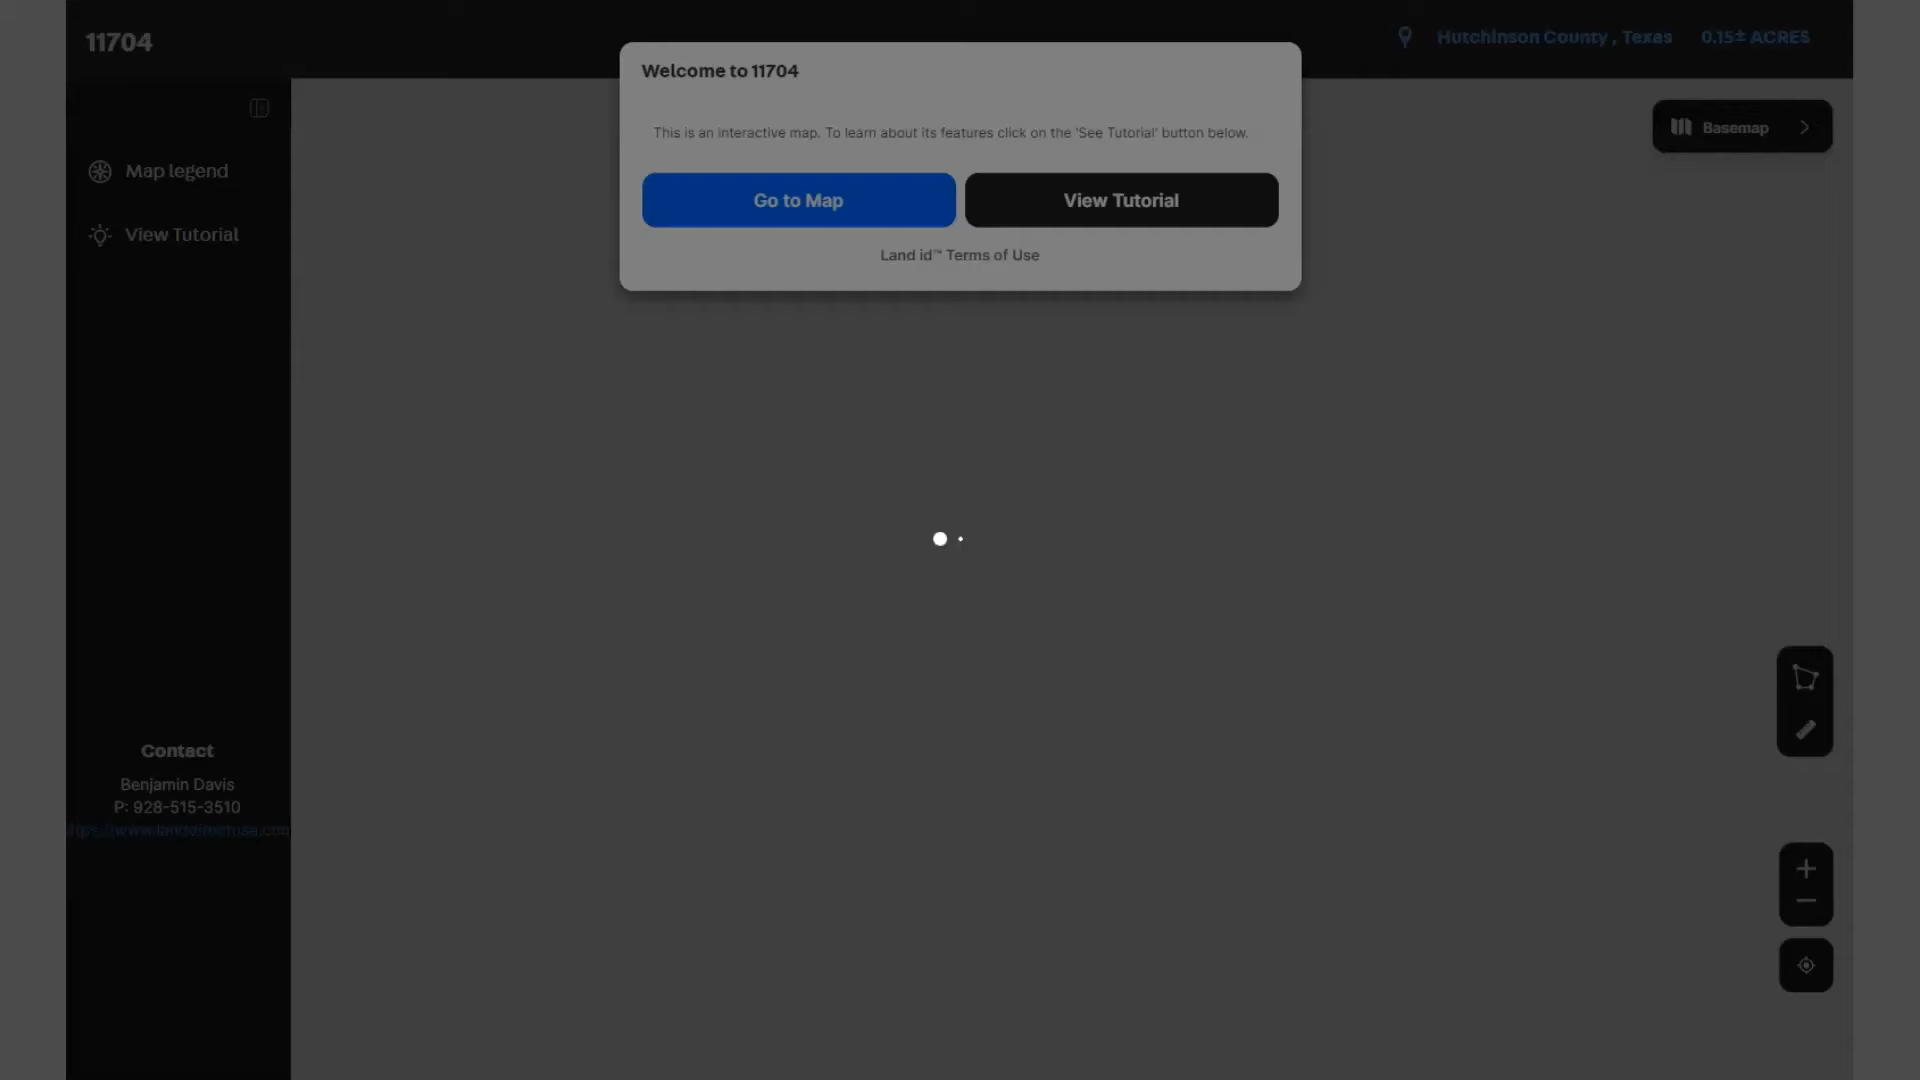 11704
Hutchinson County , Texas 0.15± ACRES
Welcome to 11704
This is an interactive map. To learn about its features click on the 'See Tutorial' button below.
Go to Map
View Tutorial
Land id™ Terms of Use
Basemap
Map legend
View Tutorial
Contact
Benjamin Davis
P: 928-515-3510